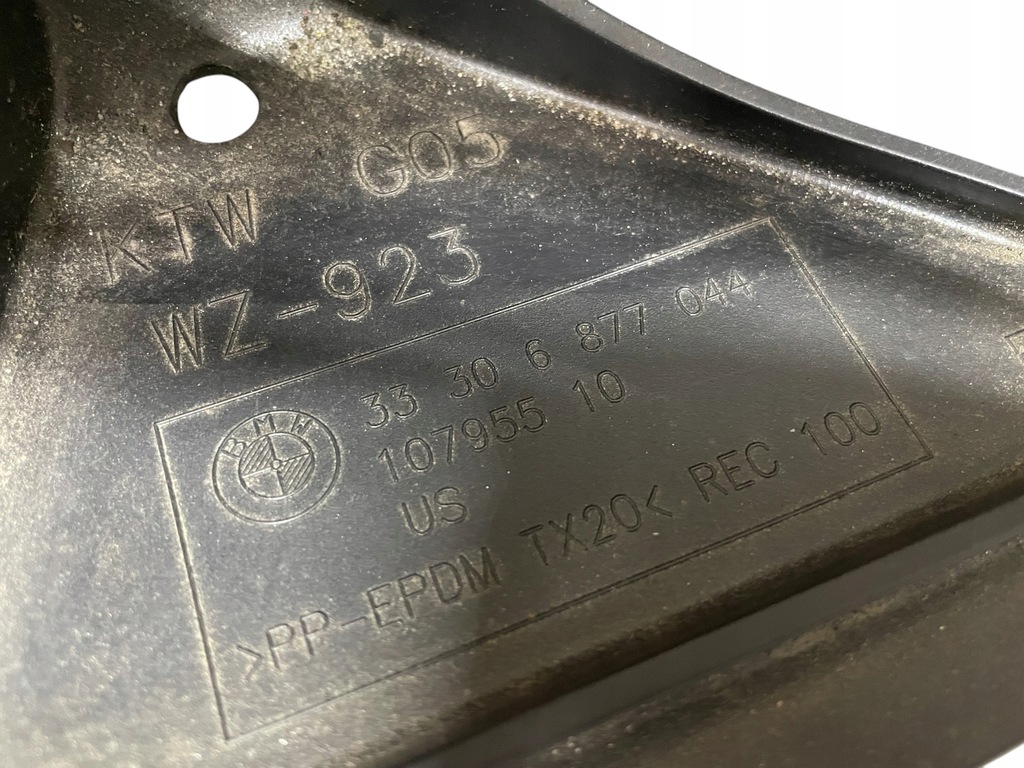 KTW G05
WZ-923
BMW
33 30 6 877 044
107955 10
US
>PP-EPDM TX20< REC 100